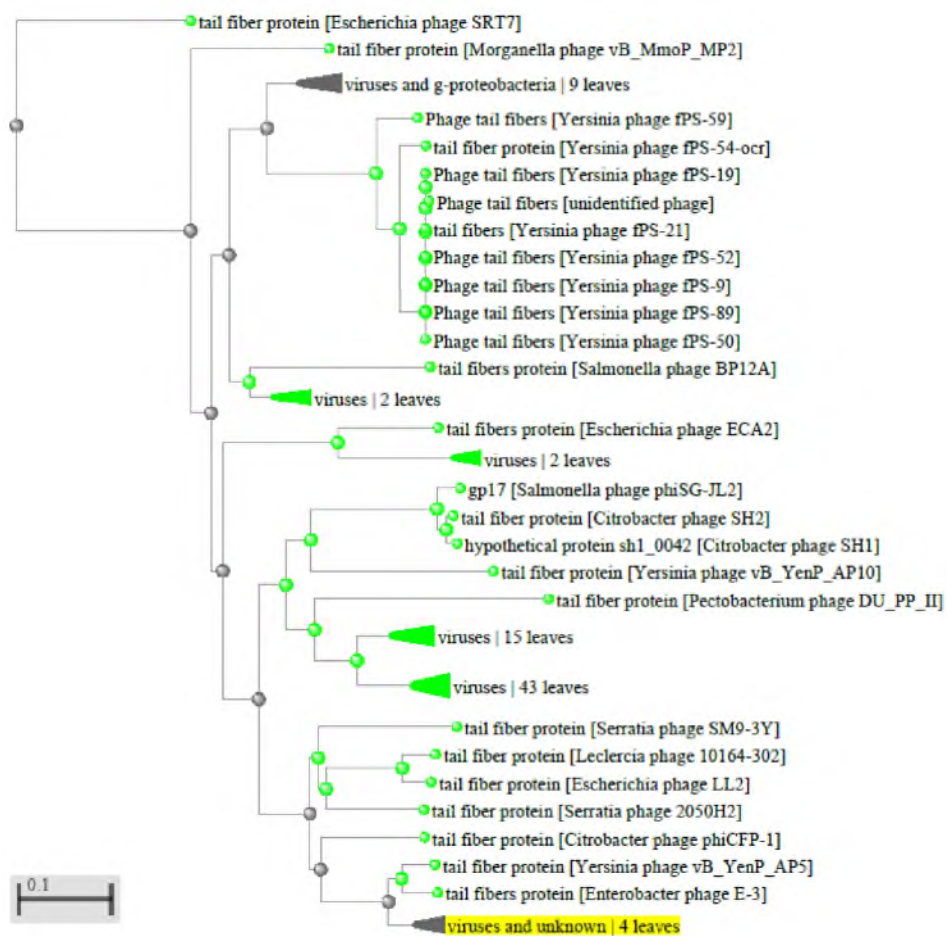 tail fiber protein [Escherichia phage SRT7]
tail fiber protein [Morganella phage vB_MmoP_MP2]
viruses and g-proteobacteria | 9 leaves
Phage tail fibers [Yersinia phage fPS-59]
tail fiber protein [Yersinia phage fPS-54-ocr]
Phage tail fibers [Yersinia phage fPS-19]
Phage tail fibers [unidentified phage]
tail fibers [Yersinia phage fPS-21]
Phage tail fibers [Yersinia phage fPS-52]
Phage tail fibers [Yersinia phage fPS-9]
Phage tail fibers [Yersinia phage fPS-89]
Phage tail fibers [Yersinia phage fPS-50]
tail fibers protein [Salmonella phage BP12A]
viruses | 2 leaves
tail fibers protein [Escherichia phage ECA2]
viruses | 2 leaves
gp17 [Salmonella phage phiSG-JL2]
tail fiber protein [Citrobacter phage SH2]
hypothetical protein sh1_0042 [Citrobacter phage SH1]
tail fiber protein [Yersinia phage vB_YenP_AP10]
tail fiber protein [Pectobacterium phage DU_PP_II]
viruses | 15 leaves
viruses | 43 leaves
tail fiber protein [Serratia phage SM9-3Y]
tail fiber protein [Leclercia phage 10164-302]
tail fiber protein [Escherichia phage LL2]
tail fiber protein [Serratia phage 2050H2]
tail fiber protein [Citrobacter phage phiCFP-1]
tail fiber protein [Yersinia phage vB_YenP_AP5]
tail fibers protein [Enterobacter phage E-3]
viruses and unknown | 4 leaves
0.1